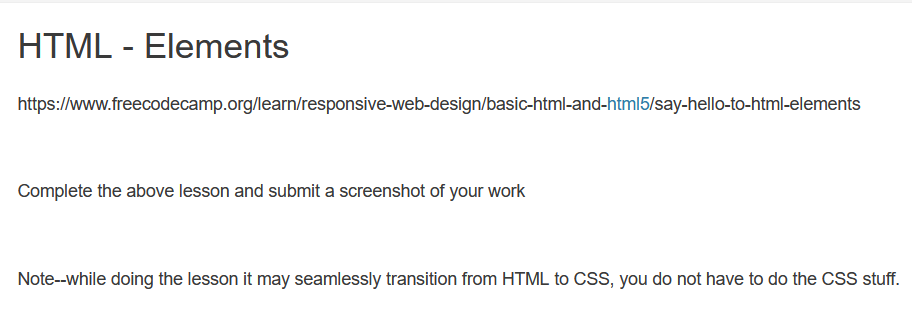 HTML - Elements
https://www.freecodecamp.org/learn/responsive-web-design/basic-html-and-html5/say-hello-to-html-elements
Complete the above lesson and submit a screenshot of your work
Note--while doing the lesson it may seamlessly transition from HTML to CSS, you do not have to do the CSS stuff.